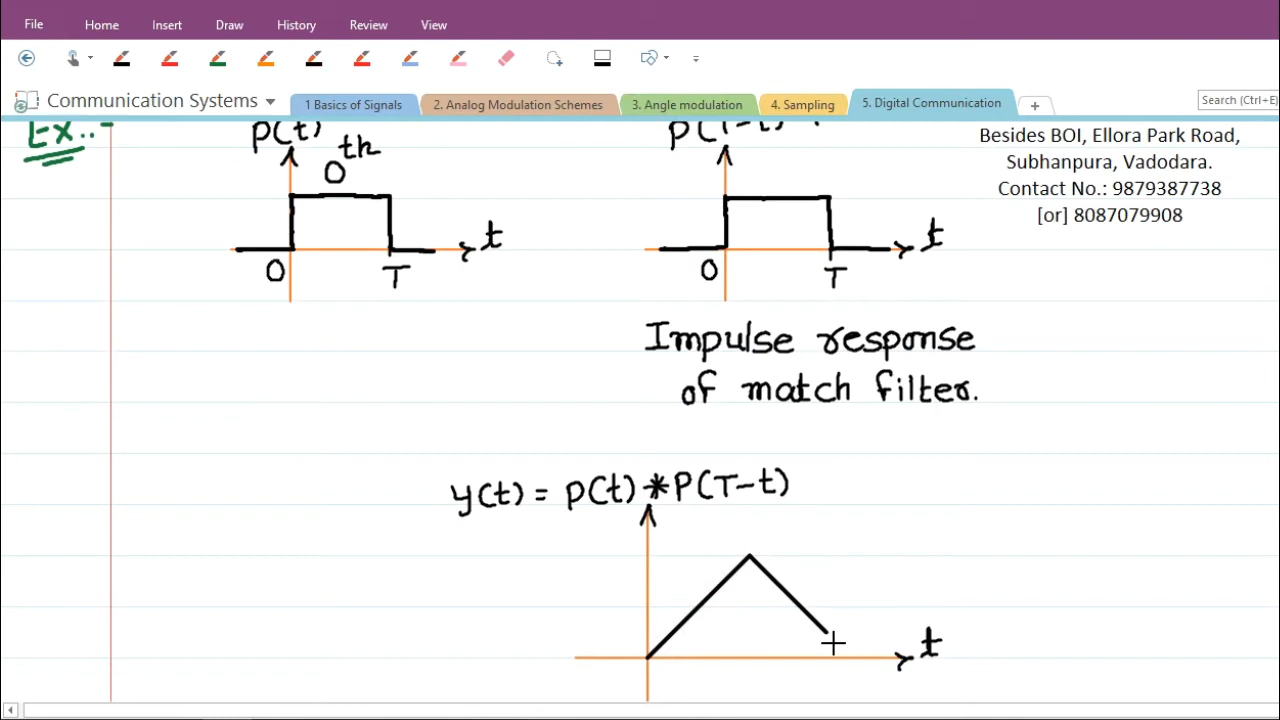 File Home Insert Draw History Review View
Communication Systems 1 Basics of Signals 2. Analog Modulation Schemes 3. Angle modulation 4. Sampling 5. Digital Communication + Search (Ctrl+E)
Ex..-
P(t)
P(T-t)
Besides BOI, Ellora Park Road,
Subhanpura, Vadodara.
Contact No.: 9879387738
[or] 8087079908
0th
t
t
0 T
0 T
Impulse response
of match filter.
y(t) = p(t) * P(T-t)
t